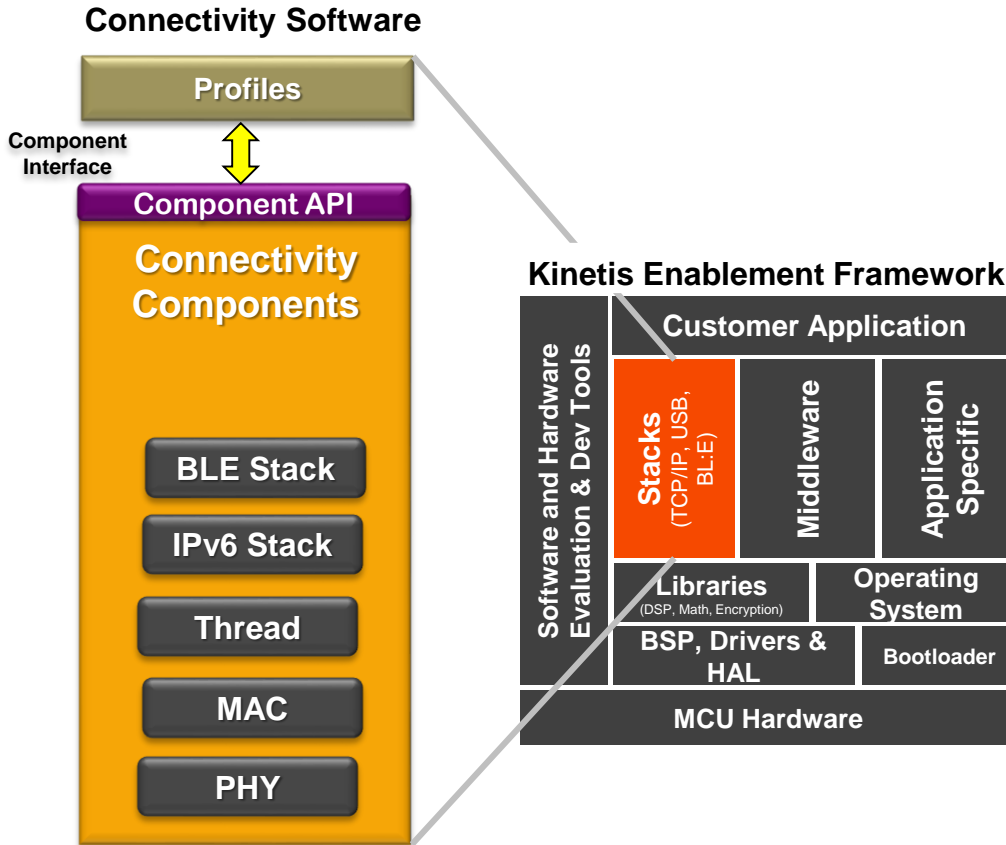 Connectivity Software
Profiles
Component
Interface
Component API
Connectivity
Components
BLE Stack
IPv6 Stack
Thread
MAC
PHY
Kinetis Enablement Framework
Software and Hardware
Evaluation & Dev Tools
Customer Application
Stacks
(TCP/IP, USB,
BL:E)
Middleware
Application
Specific
Libraries
(DSP, Math, Encryption)
Operating
System
BSP, Drivers &
HAL
Bootloader
MCU Hardware